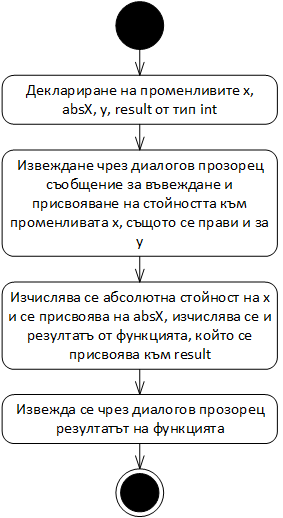 Деклариране на променливите x,
absX, y, result от тип int
Извеждане чрез диалогов прозорец
съобщение за въвеждане и
присвояване на стойността към
променливата x, същото се прави и за
y
Изчислява се абсолютна стойност на x
и се присвоява на absX, изчислява се и
резултатъ от функцията, който се
присвоява към result
Извежда се чрез диалогов прозорец
резултатът на функцията